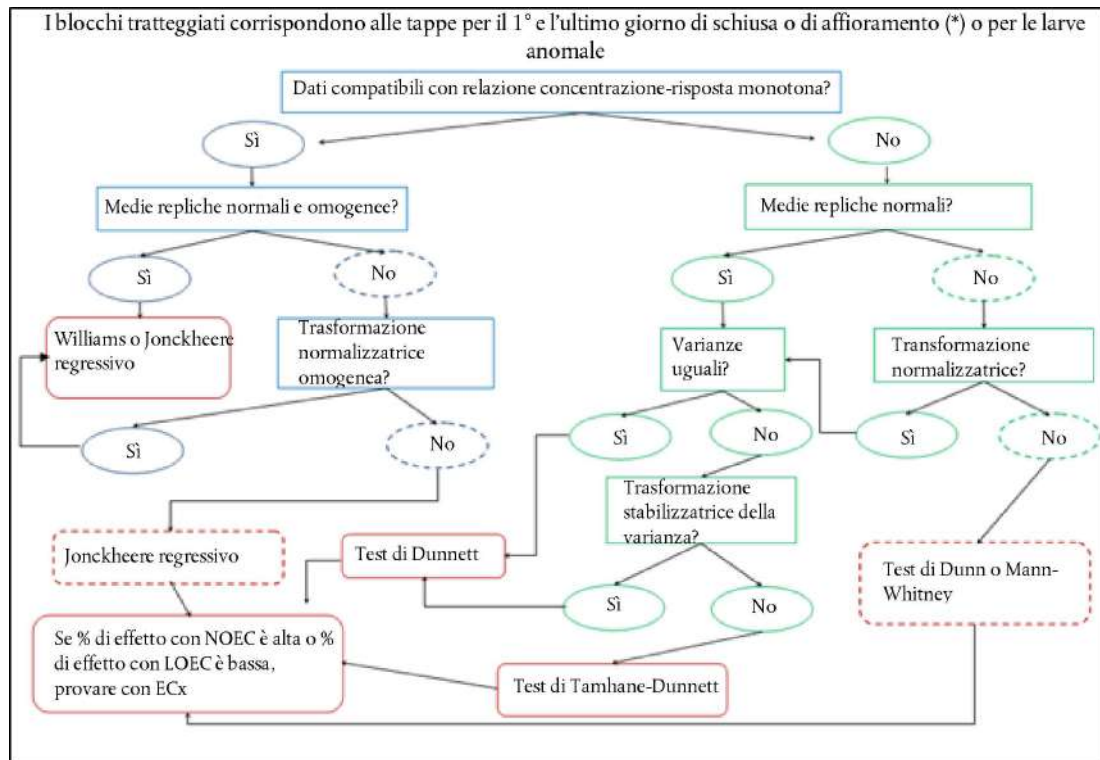 I blocchi tratteggiati corrispondono alle tappe per il 1° e l'ultimo giorno di schiusa o di affioramento (*) o per le larve
anomale
Dati compatibili con relazione concentrazione-risposta monotona?
Sì
No
Medie repliche normali e omogenee?
Medie repliche normali?
Sì
No
Sì
No
Williams o Jonckheere
regressivo
Trasformazione
normalizzatrice
omogenea?
Varianze
uguali?
Transformazione
normalizzatrice?
Sì
No
Sì
No
Sì
No
Trasformazione
stabilizzatrice della
varianza?
Jonckheere regressivo
Test di Dunnett
Test di Dunn o Mann-
Whitney
Sì
No
Se % di effetto con NOEC è alta o %
di effetto con LOEC è bassa,
provare con ECx
Test di Tamhane-Dunnett